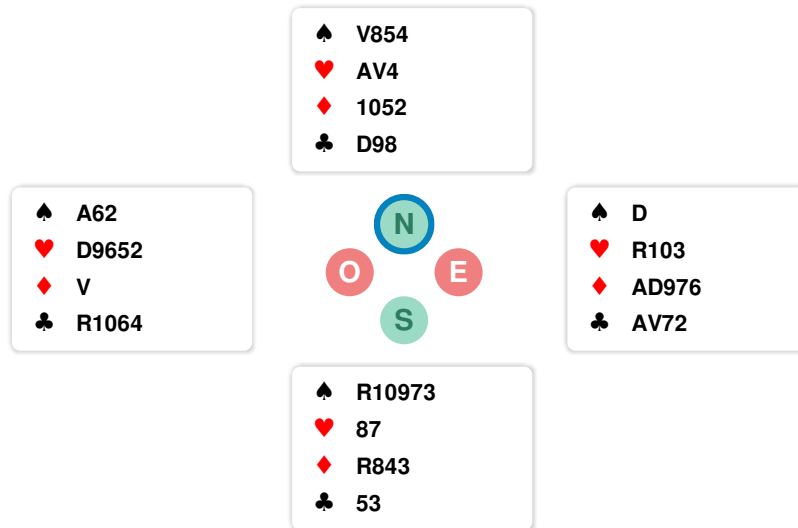 ♠ V854
♥ AV4
♦ 1052
♣ D98
♠ A62
♥ D9652
♦ V
♣ R1064
N
O
E
S
♠ D
♥ R103
♦ AD976
♣ AV72
♠ R10973
♥ 87
♦ R843
♣ 53